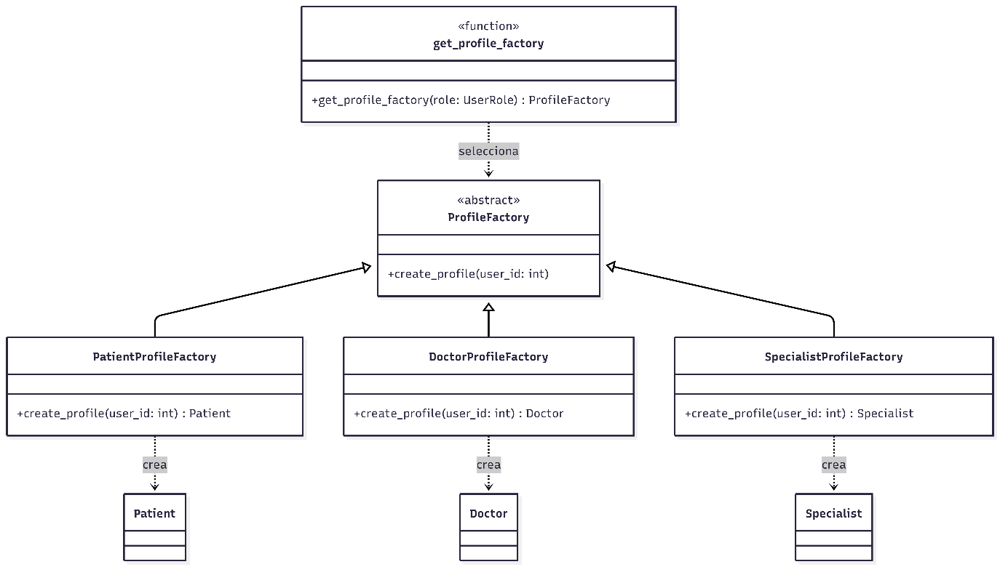 «function»
get_profile_factory
+get_profile_factory(role: UserRole) : ProfileFactory
selecciona
«abstract»
ProfileFactory
+create_profile(user_id: int)
PatientProfileFactory
DoctorProfileFactory
SpecialistProfileFactory
+create_profile(user_id: int) : Patient
+create_profile(user_id: int) : Doctor
+create_profile(user_id: int) : Specialist
crea
crea
crea
Patient
Doctor
Specialist